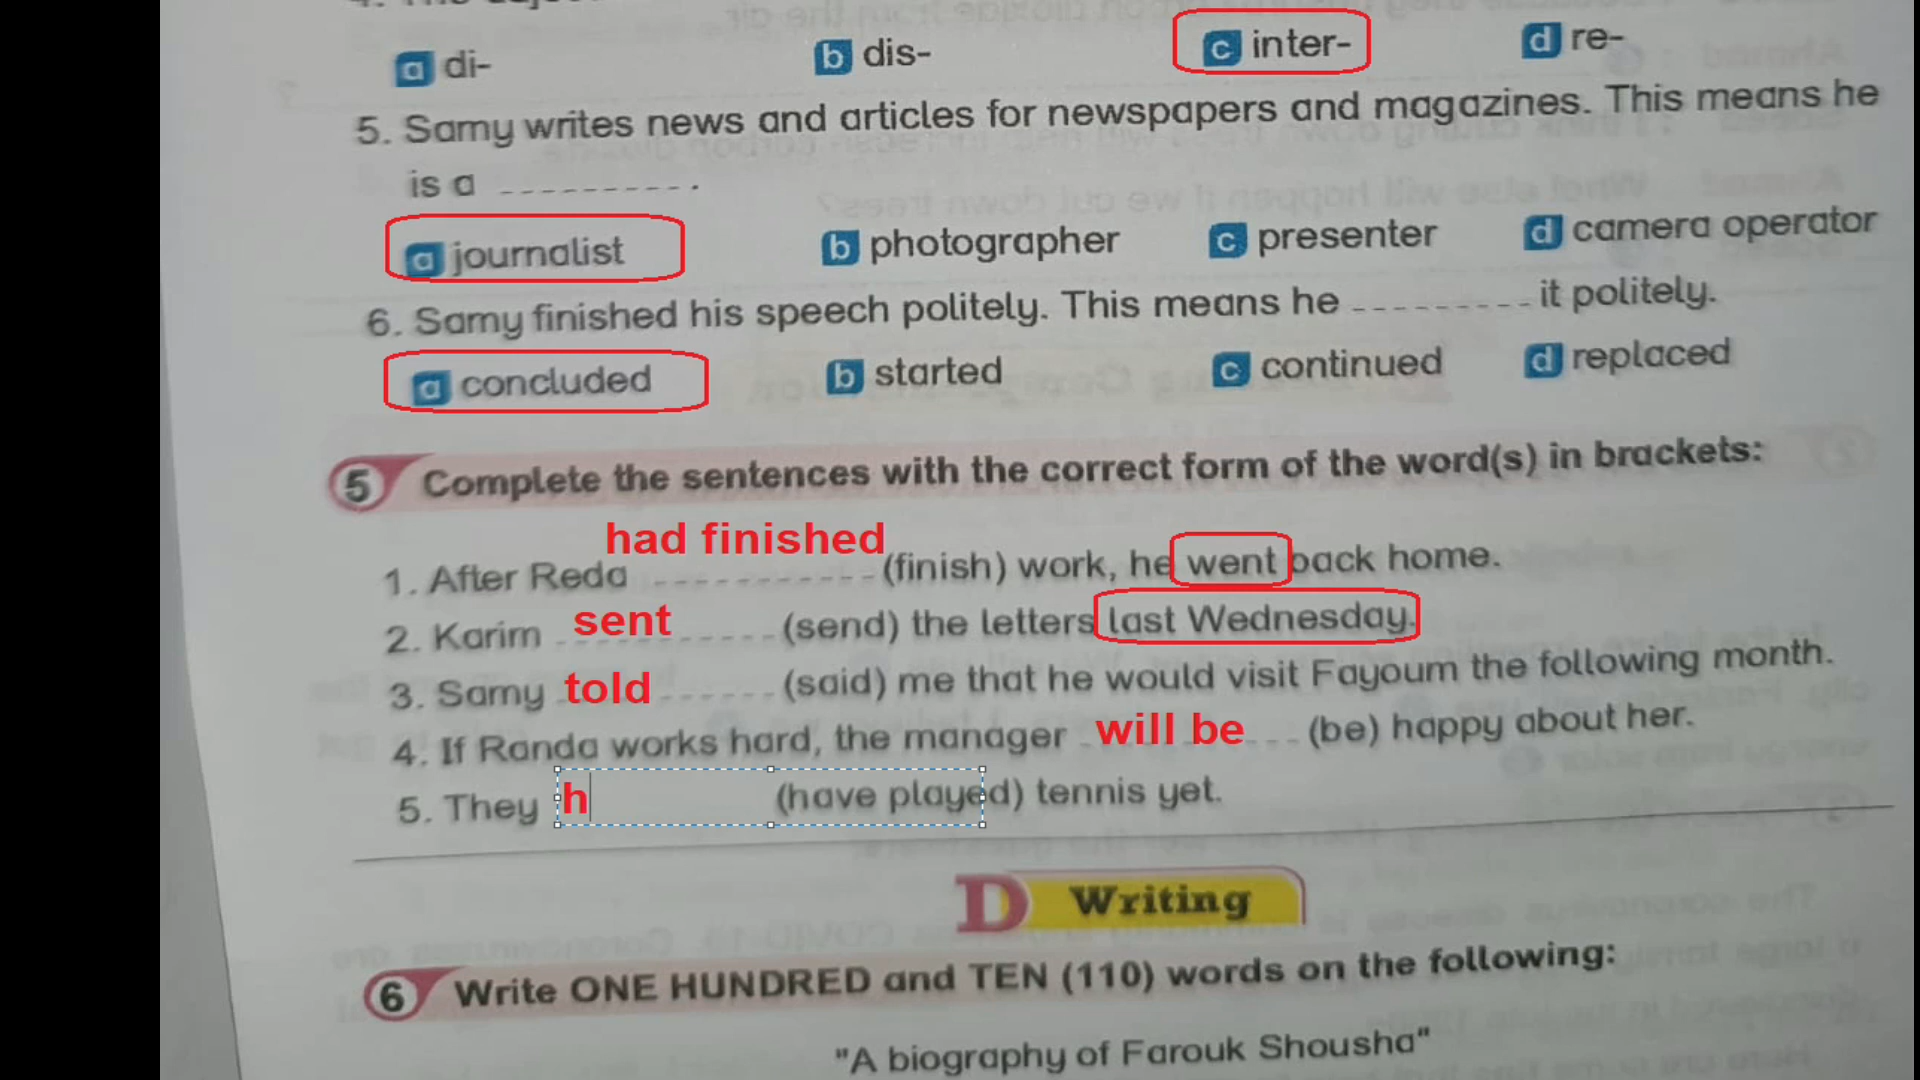 a di- b dis- c inter- d re-
5. Samy writes news and articles for newspapers and magazines. This means he
is a ---------- .
a journalist b photographer c presenter d camera operator
6. Samy finished his speech politely. This means he --------- it politely.
a concluded b started c continued d replaced
5 Complete the sentences with the correct form of the word(s) in brackets:
had finished
1. After Reda ----------- (finish) work, he went back home.
2. Karim sent ------ (send) the letters last Wednesday.
3. Samy told ------ (said) me that he would visit Fayoum the following month.
4. If Randa works hard, the manager will be --- (be) happy about her.
5. They h (have played) tennis yet.
D Writing
6 Write ONE HUNDRED and TEN (110) words on the following:
"A biography of Farouk Shousha"